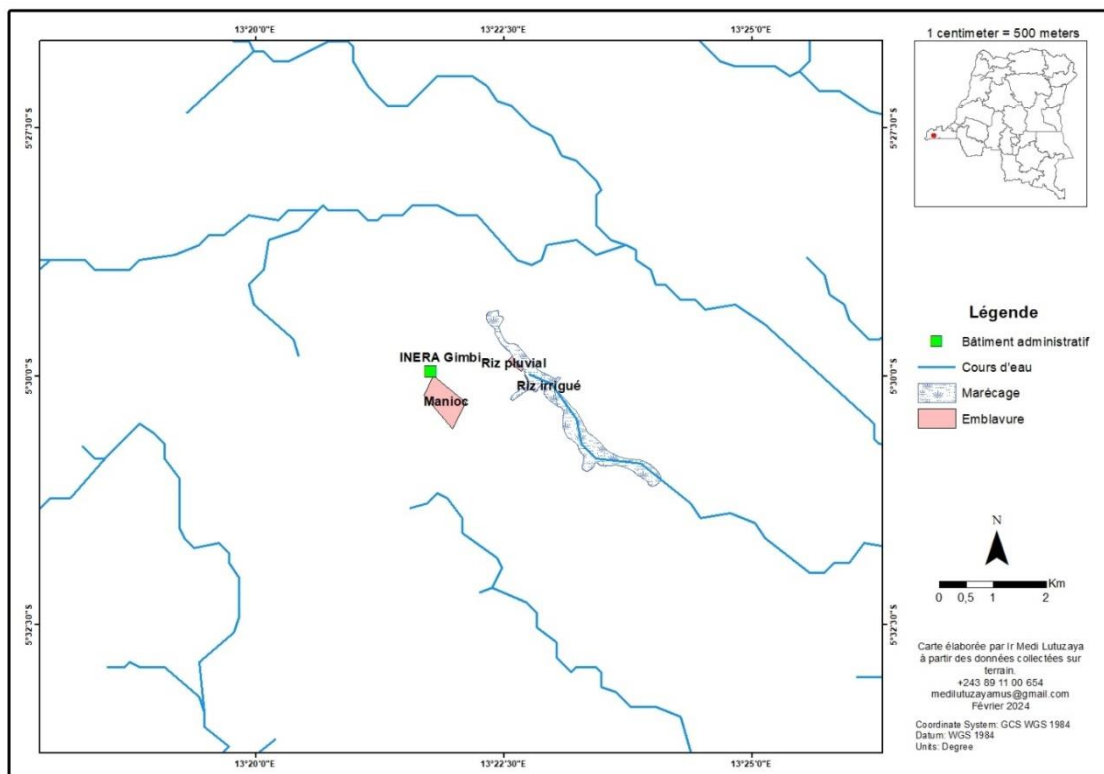 13°20'0"E
13°22'30"E
13°25'0"E
1 centimeter = 500 meters
5°27'30"S
5°27'30"S
Légende
INERA Gimbi
Bâtiment administratif
Riz pluvial
Cours d'eau
5°30'0"S
5°30'0"S
Riz irrigué
Marécage
Manioc
Emblavure
N
Km
0 0,5 1 2
5°32'30"S
5°32'30"S
Carte élaborée par Ir Medi Lutuzaya
à partir des données collectées sur
terrain.
+243 89 11 00 654
medilutuzayamus@gmail.com
Février 2024
Coordinate System: GCS WGS 1984
Datum: WGS 1984
Units: Degree
13°20'0"E
13°22'30"E
13°25'0"E